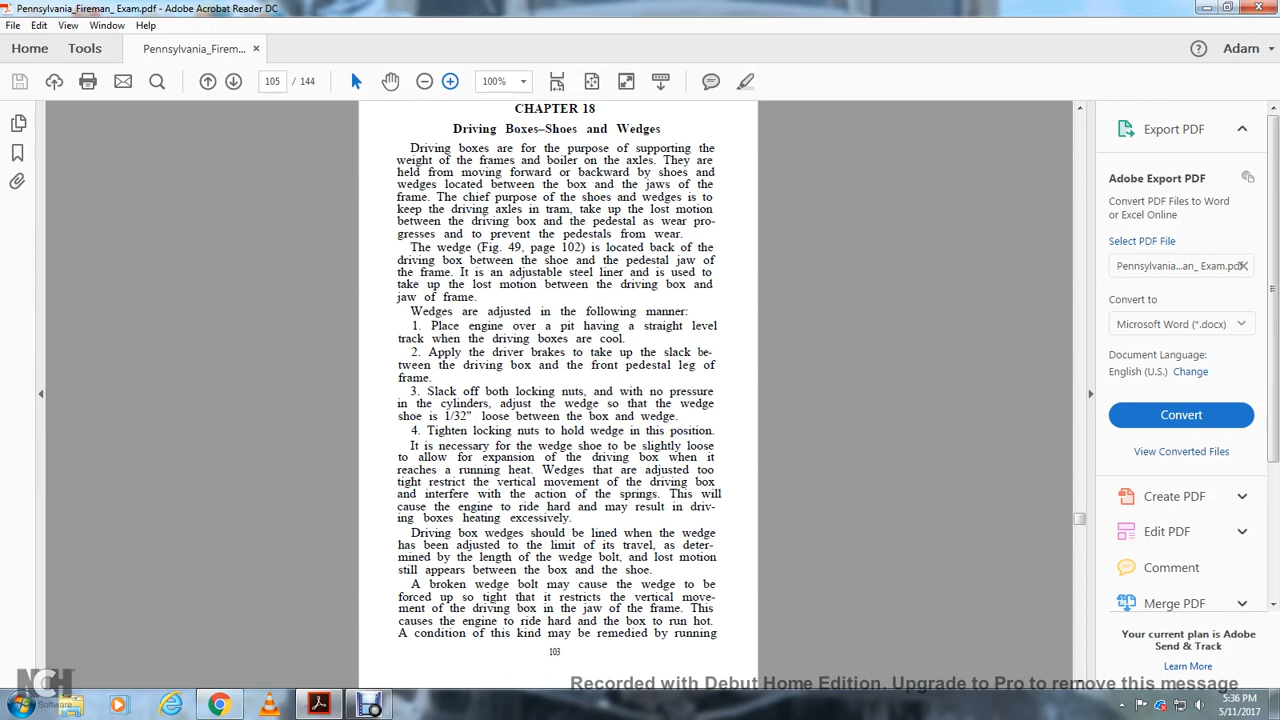 Pennsylvania_Fireman_ Exam.pdf - Adobe Acrobat Reader DC
File Edit View Window Help
Home Tools Pennsylvania_Firem... × Adam
105 / 144 100%
CHAPTER 18
Driving Boxes–Shoes and Wedges
Driving boxes are for the purpose of supporting the
weight of the frames and boiler on the axles. They are
held from moving forward or backward by shoes and
wedges located between the box and the jaws of the
frame. The chief purpose of the shoes and wedges is to
keep the driving axles in tram, take up the lost motion
between the driving box and the pedestal as wear pro-
gresses and to prevent the pedestals from wear.
The wedge (Fig. 49, page 102) is located back of the
driving box between the shoe and the pedestal jaw of
the frame. It is an adjustable steel liner and is used to
take up the lost motion between the driving box and
jaw of frame.
Wedges are adjusted in the following manner:
1. Place engine over a pit having a straight level
track when the driving boxes are cool.
2. Apply the driver brakes to take up the slack be-
tween the driving box and the front pedestal leg of
frame.
3. Slack off both locking nuts, and with no pressure
in the cylinders, adjust the wedge so that the wedge
shoe is 1/32" loose between the box and wedge.
4. Tighten locking nuts to hold wedge in this position.
It is necessary for the wedge shoe to be slightly loose
to allow for expansion of the driving box when it
reaches a running heat. Wedges that are adjusted too
tight restrict the vertical movement of the driving box
and interfere with the action of the springs. This will
cause the engine to ride hard and may result in driv-
ing boxes heating excessively.
Driving box wedges should be lined when the wedge
has been adjusted to the limit of its travel, as deter-
mined by the length of the wedge bolt, and lost motion
still appears between the box and the shoe.
A broken wedge bolt may cause the wedge to be
forced up so tight that it restricts the vertical move-
ment of the driving box in the jaw of the frame. This
causes the engine to ride hard and the box to run hot.
A condition of this kind may be remedied by running
103
Export PDF
Adobe Export PDF
Convert PDF Files to Word
or Excel Online
Select PDF File
Pennsylvania...an_ Exam.pdf
Convert to
Microsoft Word (*.docx)
Document Language:
English (U.S.) Change
Convert
View Converted Files
Create PDF
Edit PDF
Comment
Merge PDF
Your current plan is Adobe
Send & Track
Learn More
NCH
Software
Recorded with Debut Home Edition. Upgrade to Pro to remove this message
5:36 PM
5/11/2017